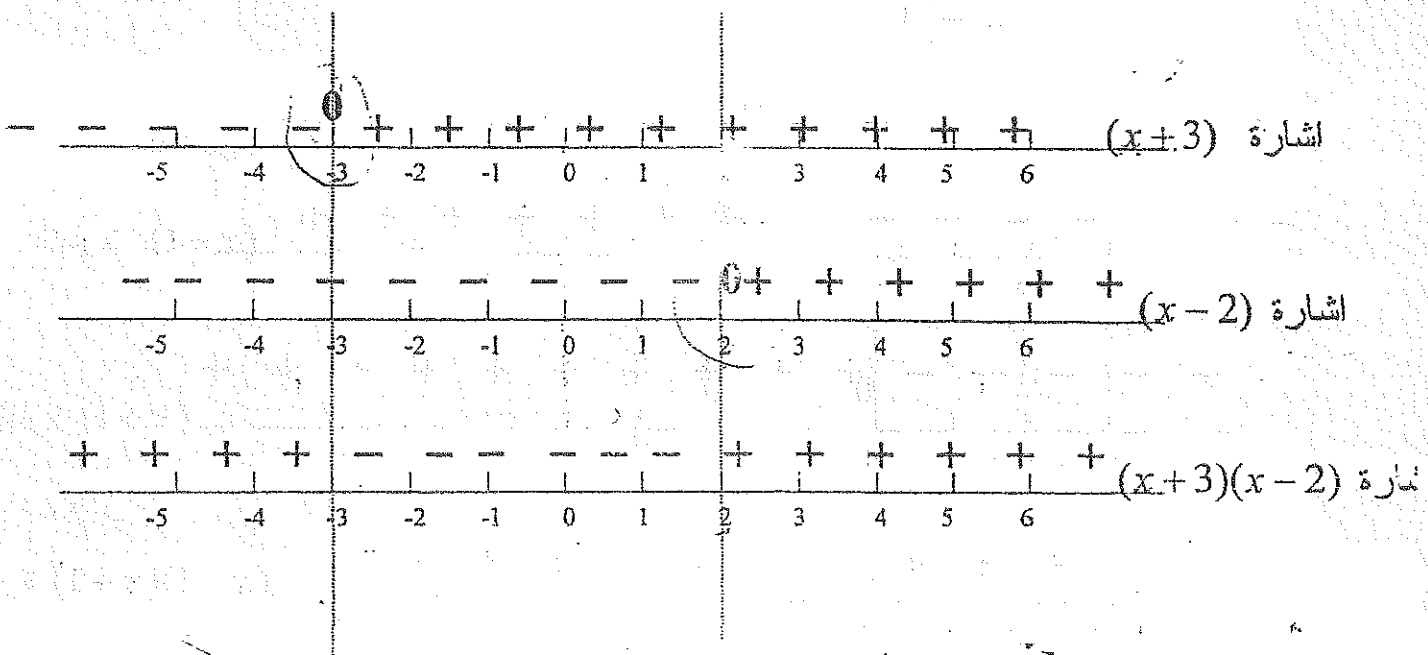 0
− − − − − + + + + + + + + + + اشارة (x + 3)
-5 -4 -3 -2 -1 0 1 3 4 5 6
− − − − − − − − − 0 + + + + + + اشارة (x − 2)
-5 -4 -3 -2 -1 0 1 2 3 4 5 6
+ + + + − − − − − − + + + + + + (x + 3)(x − 2)
-5 -4 -3 -2 -1 0 1 2 3 4 5 6